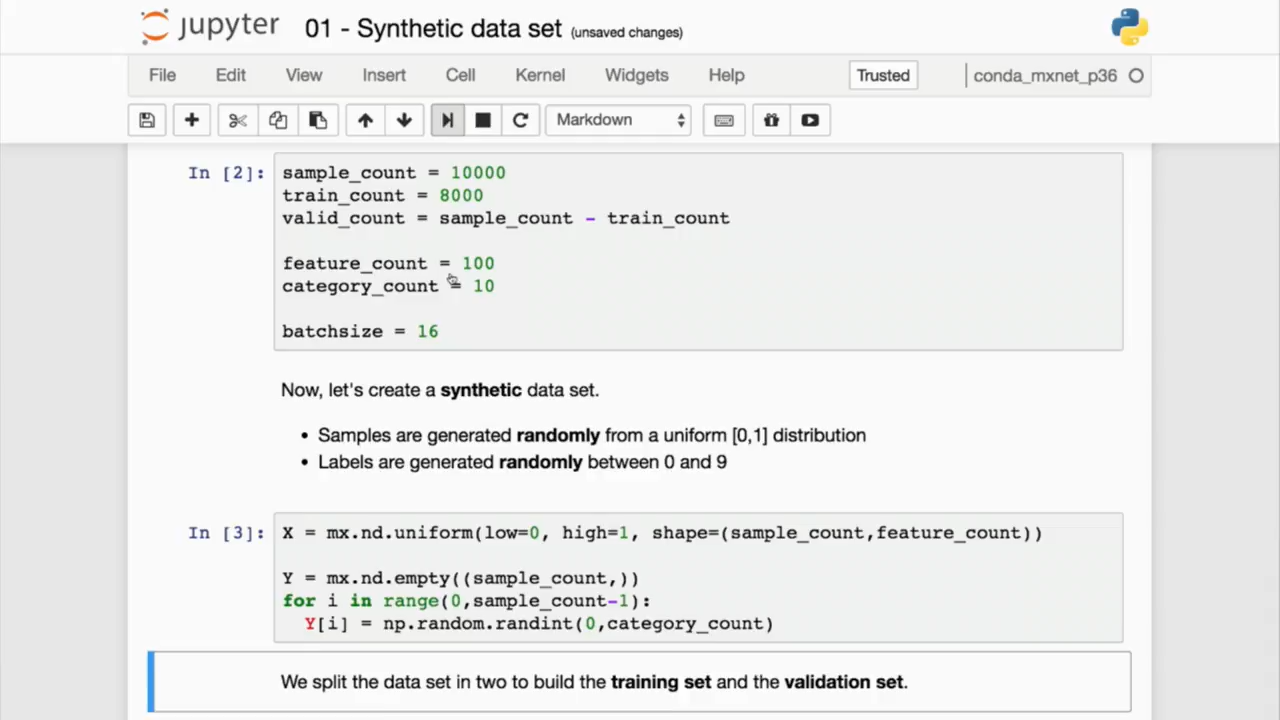 jupyter 01 - Synthetic data set (unsaved changes)
File Edit View Insert Cell Kernel Widgets Help Trusted conda_mxnet_p36
Markdown
In [2]: sample_count = 10000
train_count = 8000
valid_count = sample_count - train_count
feature_count = 100
category_count = 10
batchsize = 16
Now, let's create a synthetic data set.
• Samples are generated randomly from a uniform [0,1] distribution
• Labels are generated randomly between 0 and 9
In [3]: X = mx.nd.uniform(low=0, high=1, shape=(sample_count,feature_count))
Y = mx.nd.empty((sample_count,))
for i in range(0,sample_count-1):
Y[i] = np.random.randint(0,category_count)
We split the data set in two to build the training set and the validation set.